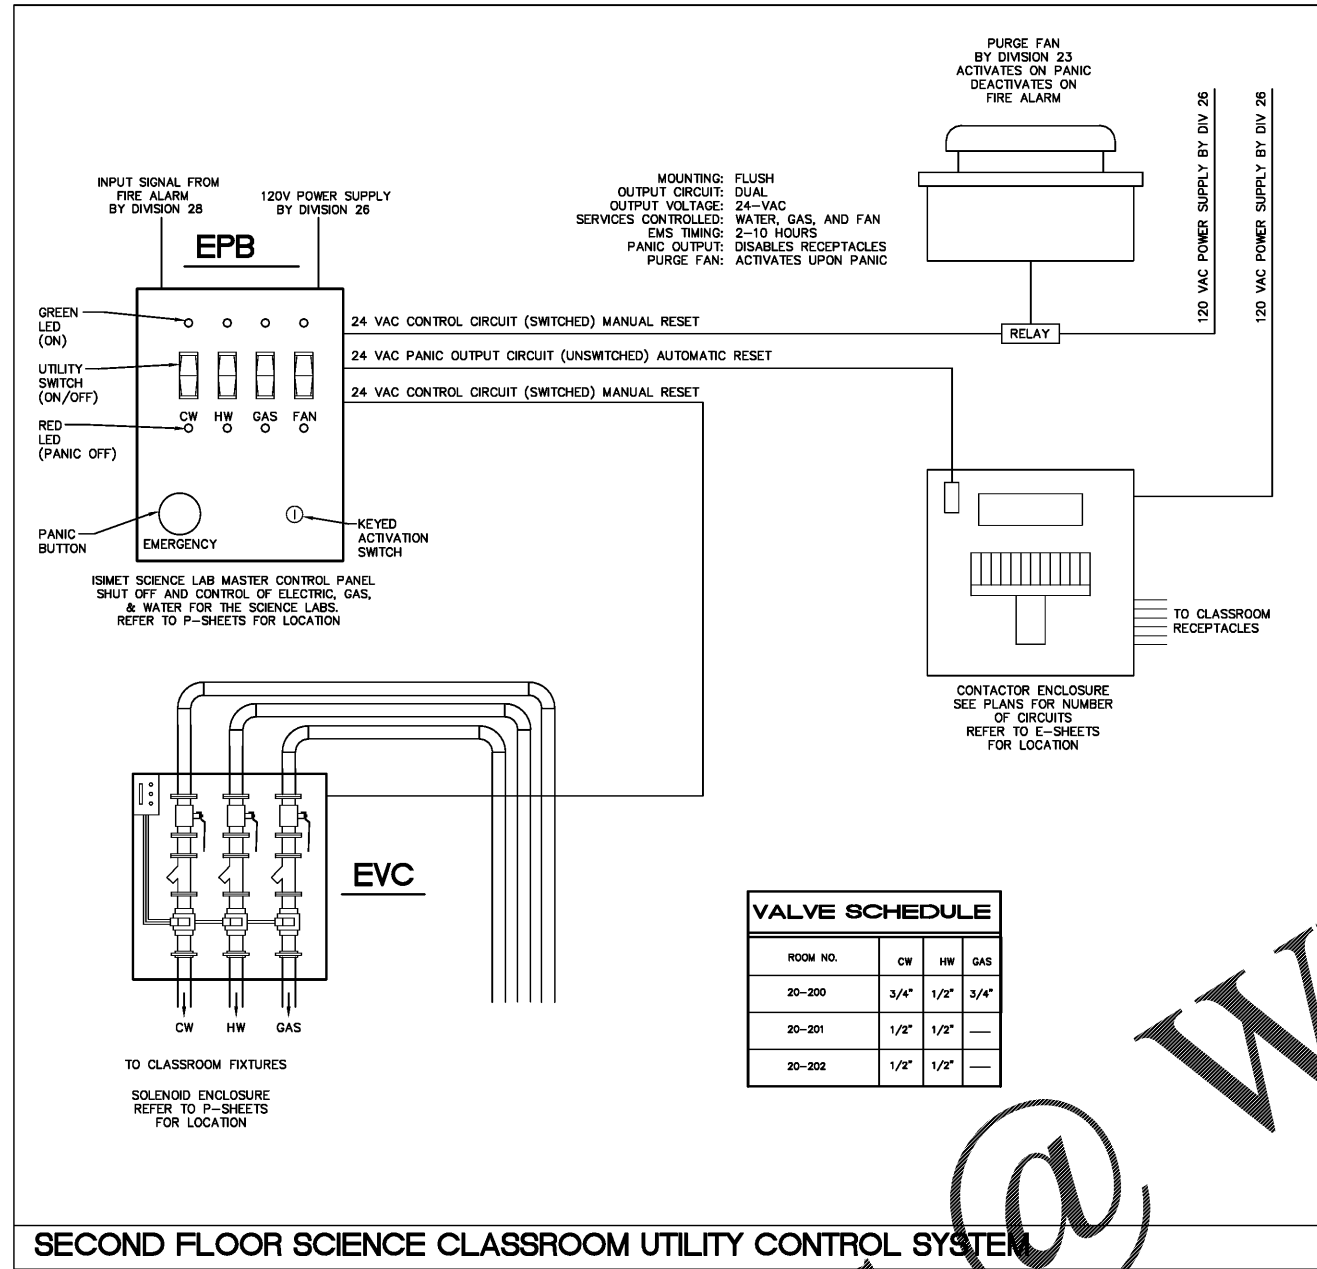 PURGE FAN
BY DIVISION 23
ACTIVATES ON PANIC
DEACTIVATES ON
FIRE ALARM
120 VAC POWER SUPPLY BY DIV 26
120 VAC POWER SUPPLY BY DIV 26
INPUT SIGNAL FROM
FIRE ALARM
BY DIVISION 28
120V POWER SUPPLY
BY DIVISION 26
EPB
MOUNTING: FLUSH
OUTPUT CIRCUIT: DUAL
OUTPUT VOLTAGE: 24-VAC
SERVICES CONTROLLED: WATER, GAS, AND FAN
EMS TIMING: 2-10 HOURS
PANIC OUTPUT: DISABLES RECEPTACLES
PURGE FAN: ACTIVATES UPON PANIC
GREEN
LED
(ON)
UTILITY
SWITCH
(ON/OFF)
RED
LED
(PANIC OFF)
PANIC
BUTTON
CW HW GAS FAN
EMERGENCY
KEYED
ACTIVATION
SWITCH
24 VAC CONTROL CIRCUIT (SWITCHED) MANUAL RESET
24 VAC PANIC OUTPUT CIRCUIT (UNSWITCHED) AUTOMATIC RESET
24 VAC CONTROL CIRCUIT (SWITCHED) MANUAL RESET
RELAY
ISIMET SCIENCE LAB MASTER CONTROL PANEL
SHUT OFF AND CONTROL OF ELECTRIC, GAS,
& WATER FOR THE SCIENCE LABS.
REFER TO P-SHEETS FOR LOCATION
TO CLASSROOM
RECEPTACLES
CONTACTOR ENCLOSURE
SEE PLANS FOR NUMBER
OF CIRCUITS
REFER TO E-SHEETS
FOR LOCATION
EVC
CW HW GAS
TO CLASSROOM FIXTURES
SOLENOID ENCLOSURE
REFER TO P-SHEETS
FOR LOCATION
VALVE SCHEDULE
ROOM NO. CW HW GAS
20-200 3/4" 1/2" 3/4"
20-201 1/2" 1/2" —
20-202 1/2" 1/2" —
@ W
SECOND FLOOR SCIENCE CLASSROOM UTILITY CONTROL SYSTEM